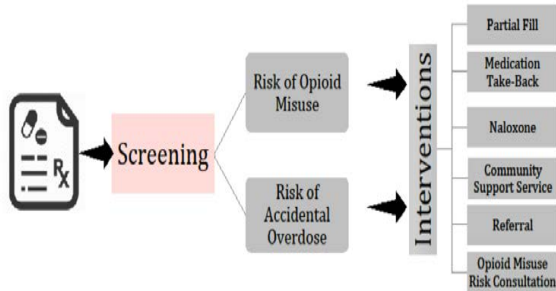 Rx
Screening
Risk of Opioid
Misuse
Risk of
Accidental
Overdose
Interventions
Partial Fill
Medication
Take-Back
Naloxone
Community
Support Service
Referral
Opioid Misuse
Risk Consultation